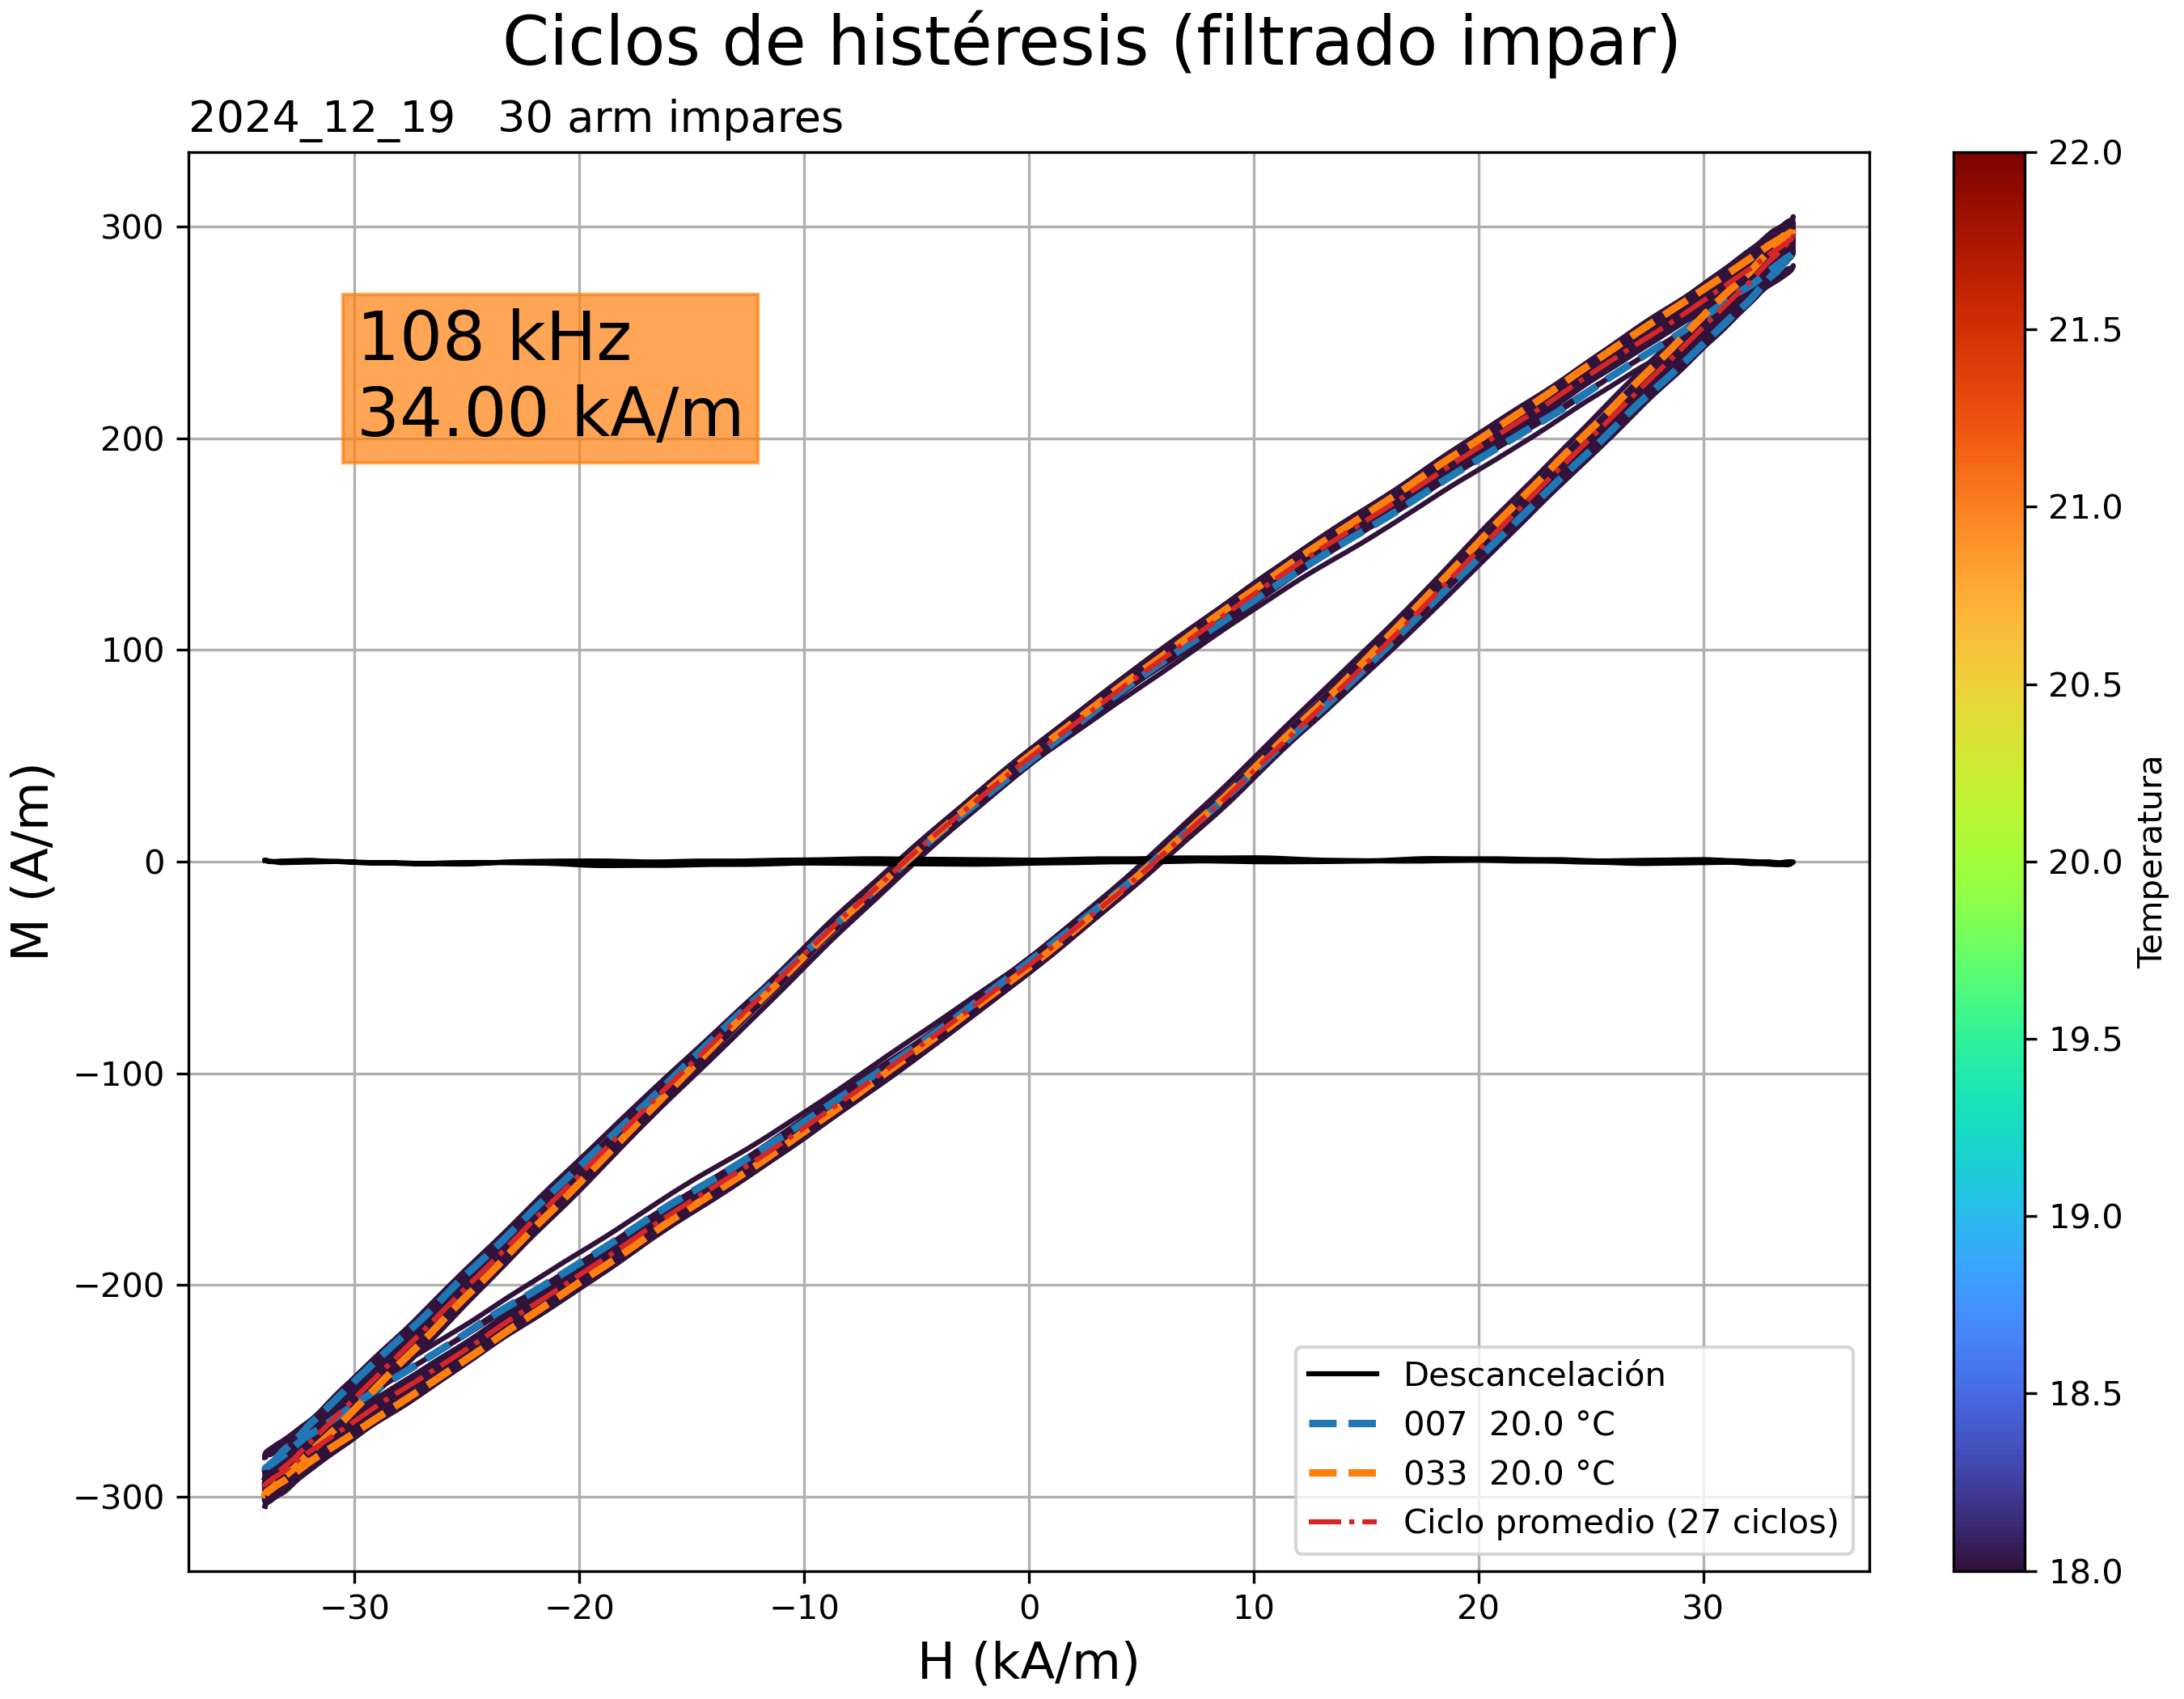 Ciclos de histéresis (filtrado impar)
2024_12_19   30 arm impares
108 kHz
34.00 kA/m
300
200
100
0
−100
−200
−300
M (A/m)
−30
−20
−10
0
10
20
30
H (kA/m)
Descancelación
007  20.0 °C
033  20.0 °C
Ciclo promedio (27 ciclos)
22.0
21.5
21.0
20.5
20.0
19.5
19.0
18.5
18.0
Temperatura